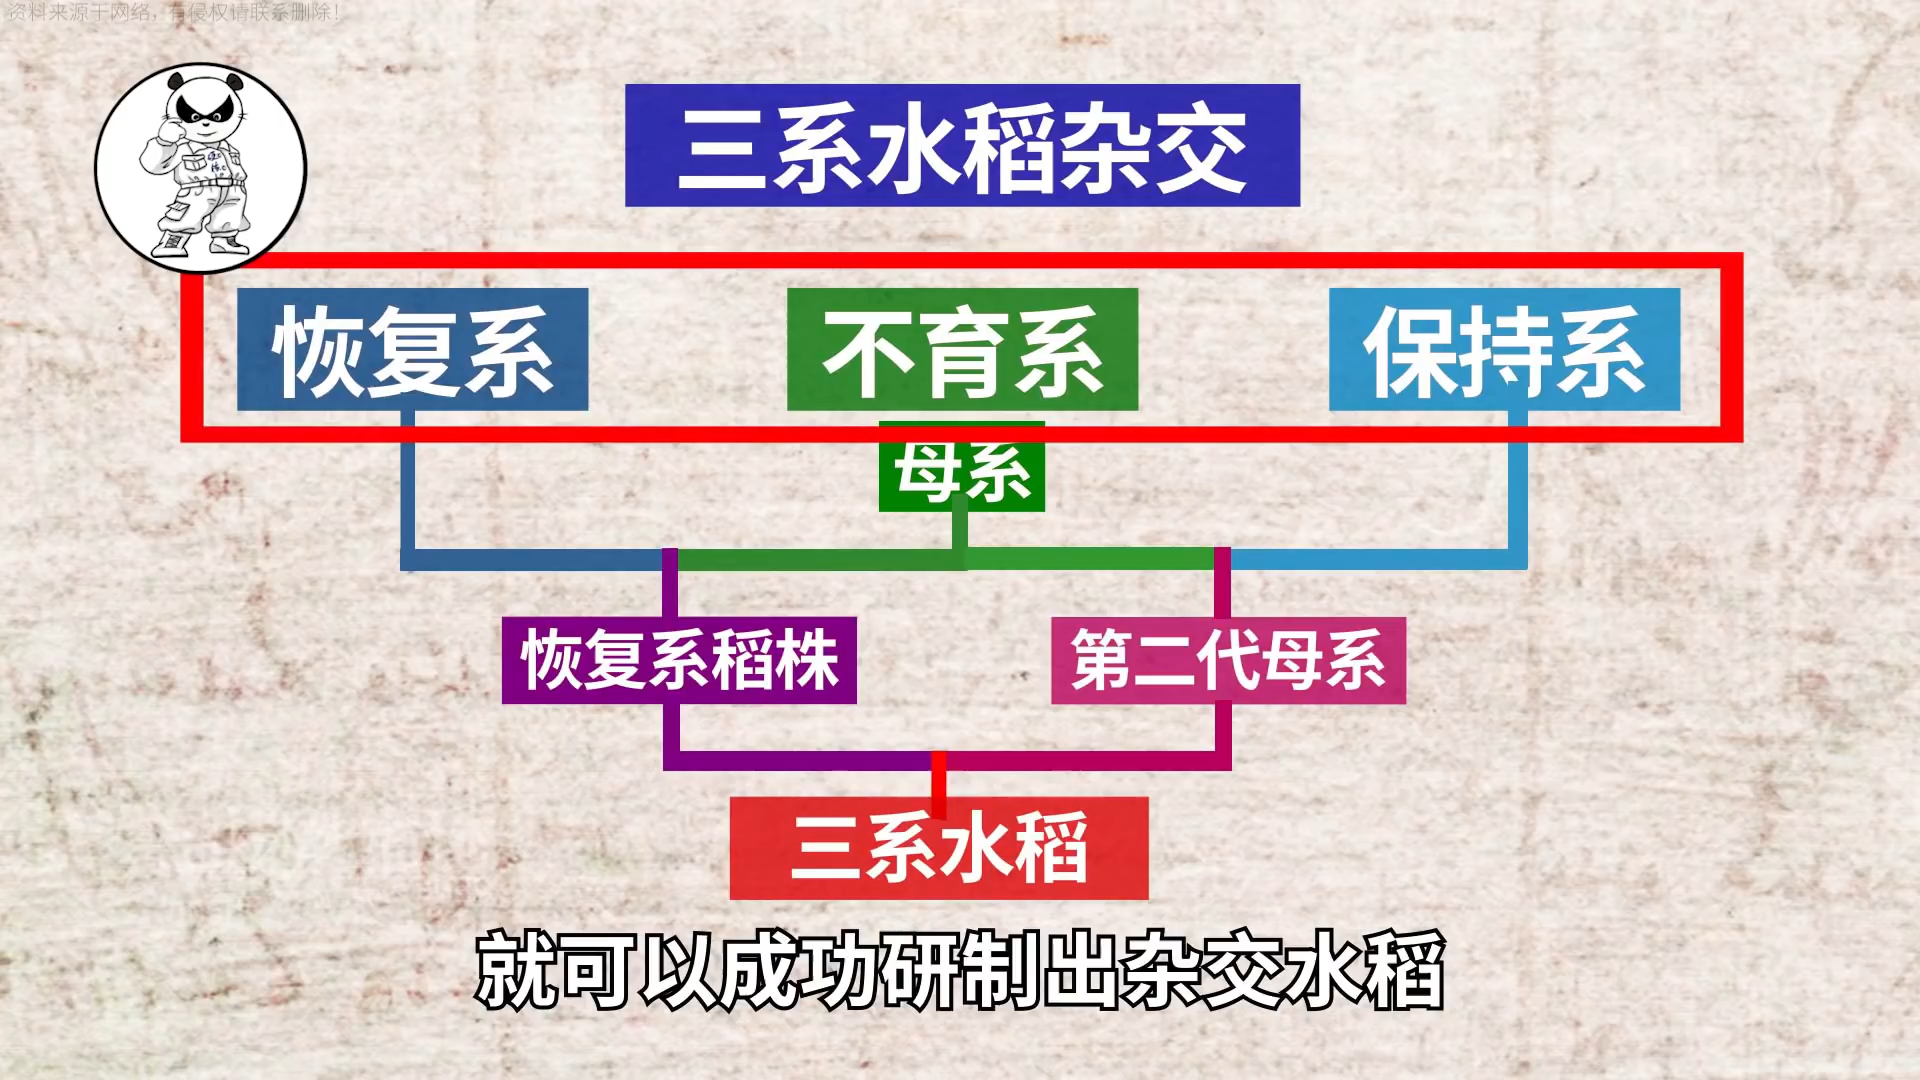 资料来源于网络，有侵权请联系删除！
三系水稻杂交
恢复系 不育系 保持系
母系
恢复系稻株 第二代母系
三系水稻
就可以成功研制出杂交水稻